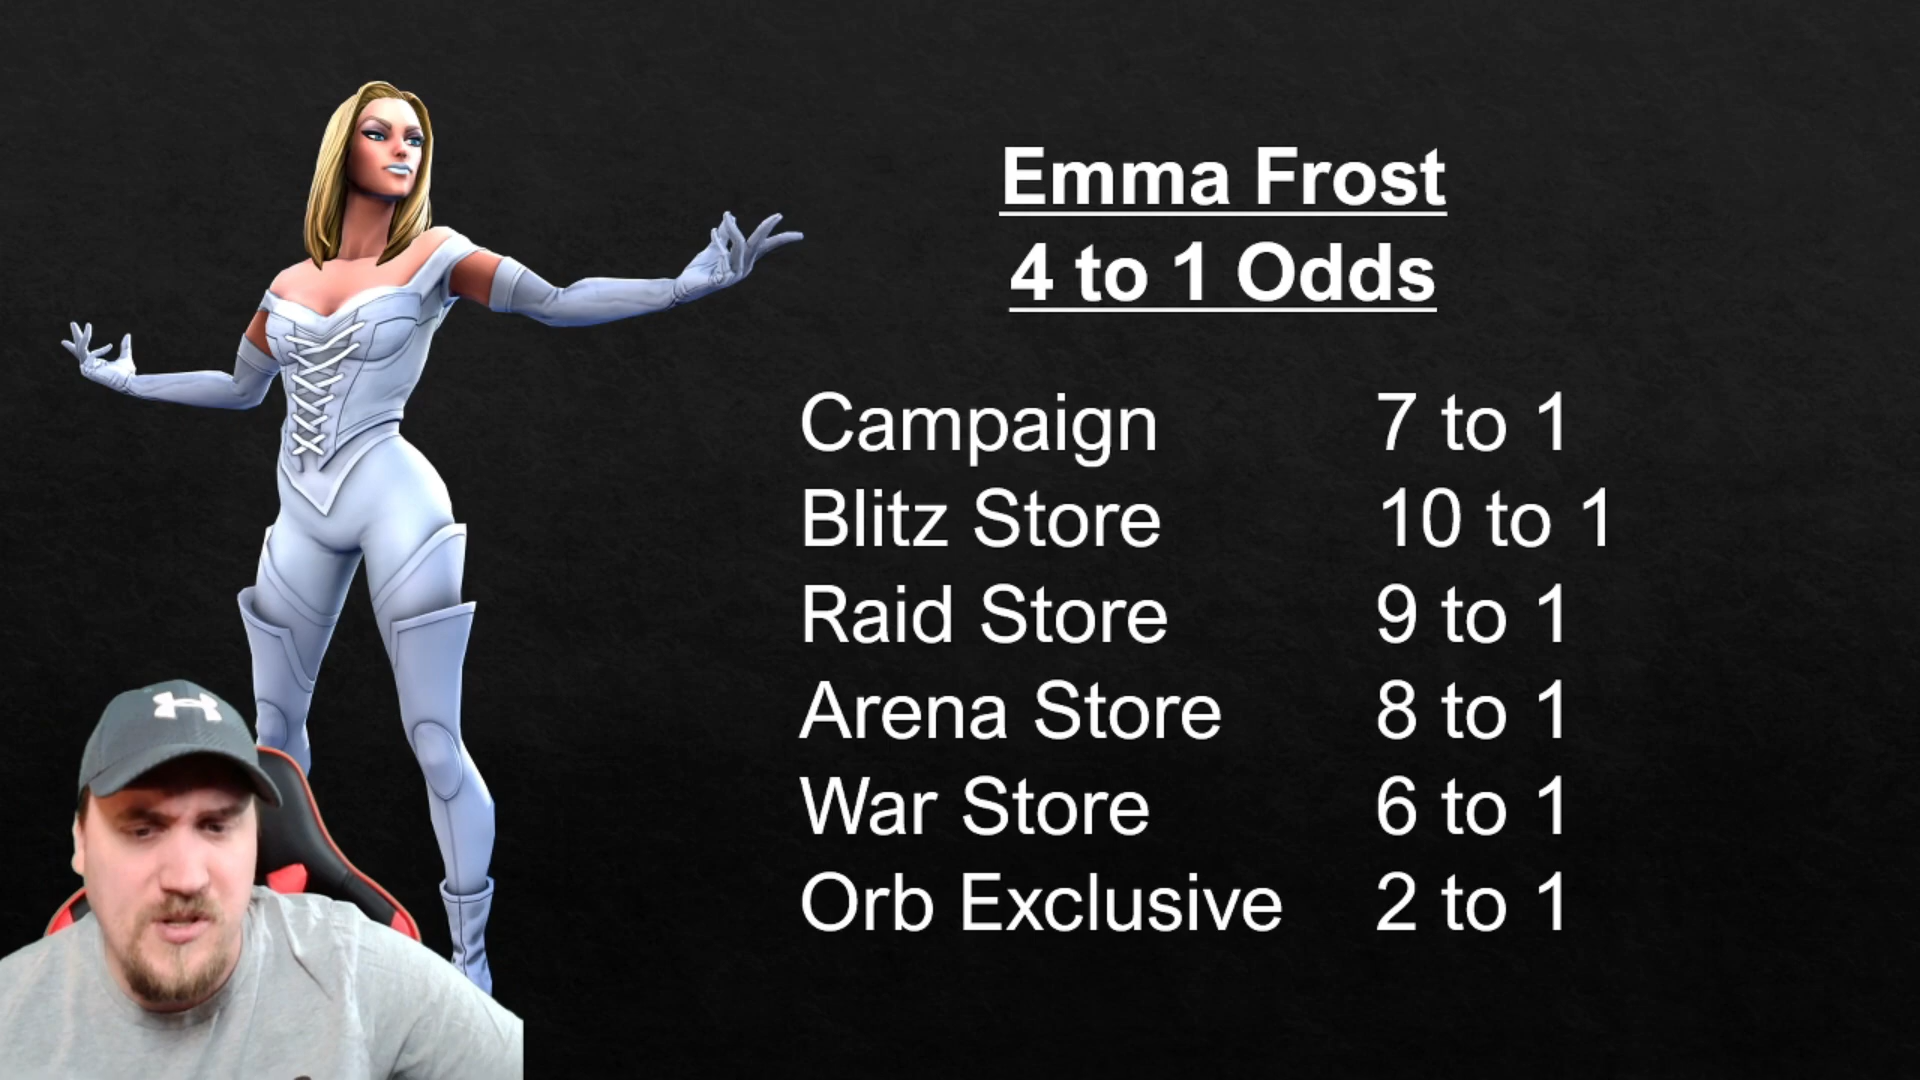 Emma Frost
4 to 1 Odds
Campaign 7 to 1
Blitz Store 10 to 1
Raid Store 9 to 1
Arena Store 8 to 1
War Store 6 to 1
Orb Exclusive 2 to 1